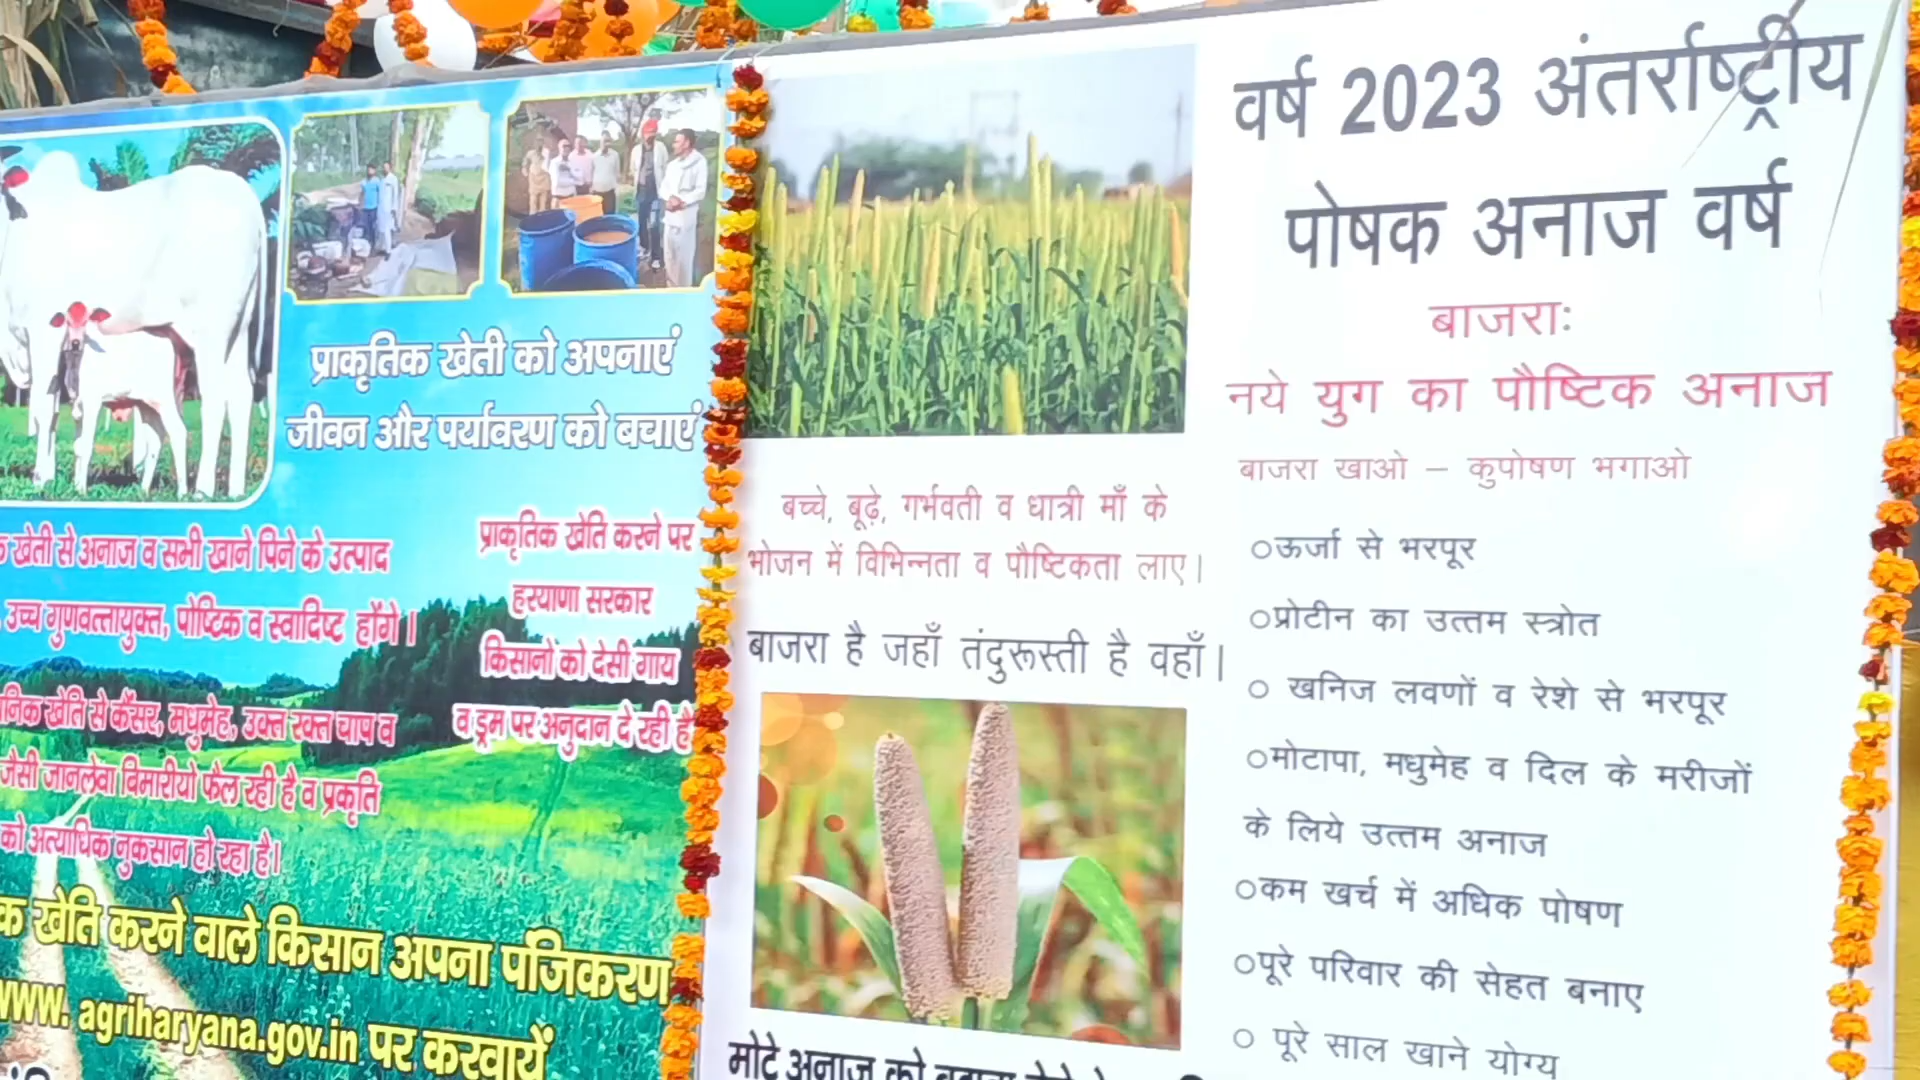 प्राकृतिक खेती को अपनाएं
जीवन और पर्यावरण को बचाएं
खेती से अनाज व सभी खाने पिने के उत्पाद
उच्च गुणवत्तायुक्त, पोष्टिक व स्वादिष्ट होंगे।
खेति से कैंसर, मधुमेह, उक्त रक्त चाप व
जैसी जानलेवा बिमारीयो फैल रही है व प्रकृति
को अत्याधिक नुकसान हो रहा है।
प्राकृतिक खेति करने पर
हरयाणा सरकार
किसानों को देसी गाय
व ड्रम पर अनुदान दे रही है
खेति करने वाले किसान अपना पंजिकरण
www. agriharyana.gov.in पर करवायें
बच्चे, बूढ़े, गर्भवती व धात्री माँ के
भोजन में विभिन्नता व पौष्टिकता लाए।
बाजरा है जहाँ तंदुरूस्ती है वहाँ।
मोटे अनाज को
वर्ष 2023 अंतर्राष्ट्रीय
पोषक अनाज वर्ष
बाजराः
नये युग का पौष्टिक अनाज
बाजरा खाओ – कुपोषण भगाओ
○ऊर्जा से भरपूर
○प्रोटीन का उत्तम स्त्रोत
○ खनिज लवणों व रेशे से भरपूर
○मोटापा, मधुमेह व दिल के मरीजों
के लिये उत्तम अनाज
○कम खर्च में अधिक पोषण
○पूरे परिवार की सेहत बनाए
○ पूरे साल खाने योग्य